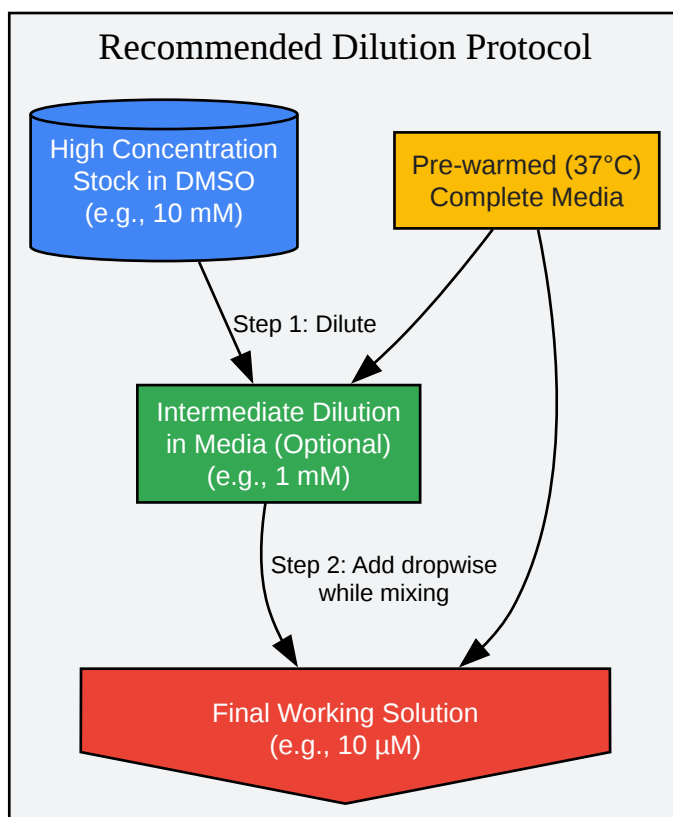 Recommended Dilution Protocol
High Concentration
Stock in DMSO
(e.g., 10 mM)
Pre-warmed (37°C)
Complete Media
Step 1: Dilute
Intermediate Dilution
in Media (Optional)
(e.g., 1 mM)
Step 2: Add dropwise
while mixing
Final Working Solution
(e.g., 10 µM)